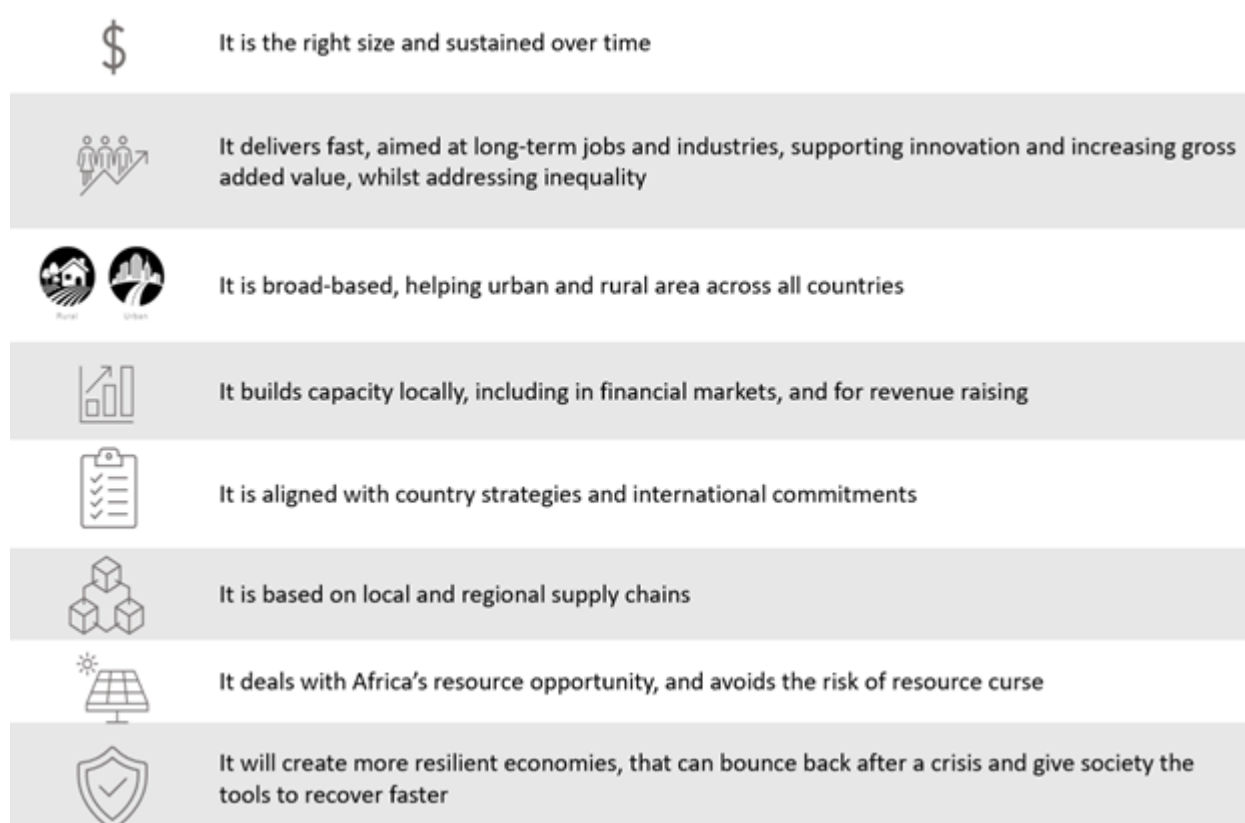 $
It is the right size and sustained over time
It delivers fast, aimed at long-term jobs and industries, supporting innovation and increasing gross
added value, whilst addressing inequality
It is broad-based, helping urban and rural area across all countries
Rural
Urban
It builds capacity locally, including in financial markets, and for revenue raising
It is aligned with country strategies and international commitments
It is based on local and regional supply chains
It deals with Africa's resource opportunity, and avoids the risk of resource curse
It will create more resilient economies, that can bounce back after a crisis and give society the
tools to recover faster